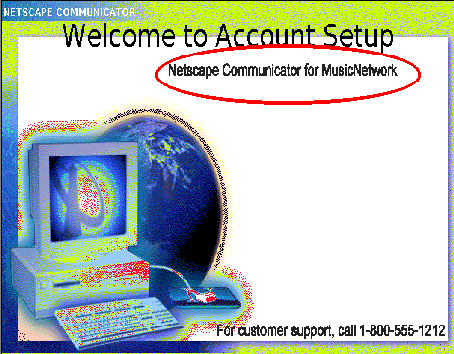 NETSCAPE COMMUNICATOR
Welcome to Account Setup
Netscape Communicator for MusicNetwork
For customer support, call 1-800-555-1212